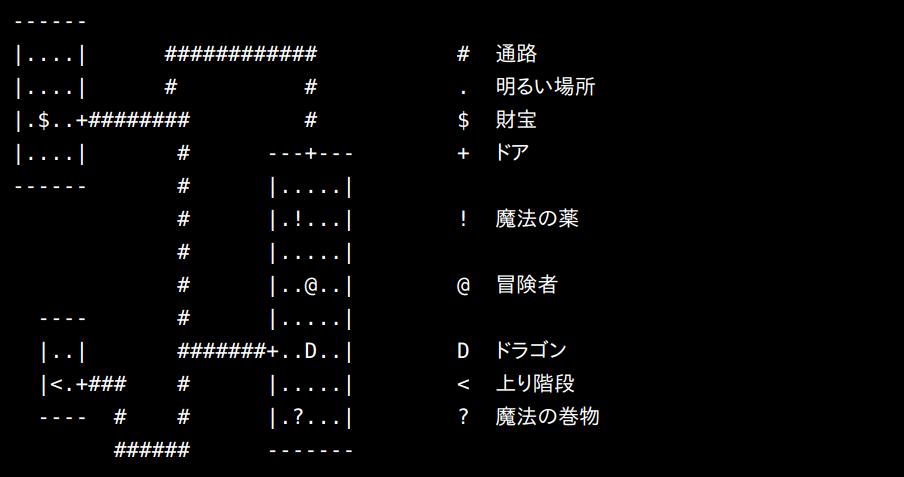 ------
|....|      ############           #  通路
|....|      #          #           .  明るい場所
|.$..+########         #           $  財宝
|....|       #      ---+---        +  ドア
------       #      |.....|
             #      |.!...|        !  魔法の薬
             #      |.....|
             #      |..@..|        @  冒険者
  ----       #      |.....|
  |..|       #######+..D..|        D  ドラゴン
  |<.+###    #      |.....|        <  上り階段
  ----  #    #      |.?...|        ?  魔法の巻物
        ######      -------